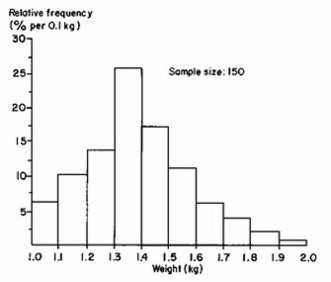 Relative frequency
(% per 0.1 kg)
30
25
20
15
10
5
Sample size: 150
1.0 1.1 1.2 1.3 1.4 1.5 1.6 1.7 1.8 1.9 2.0
Weight (kg)